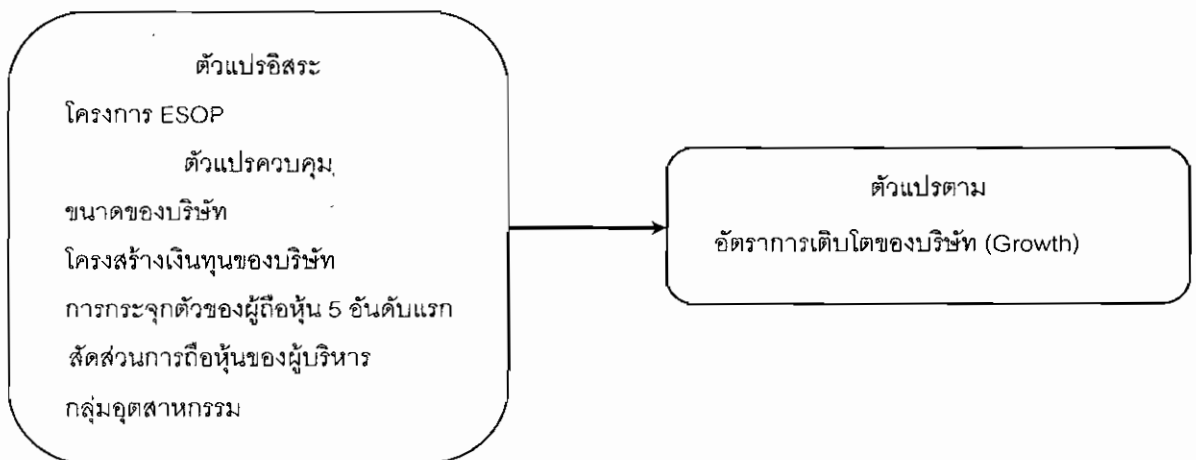 ตัวแปรอิสระ
โครงการ ESOP
ตัวแปรควบคุม
ขนาดของบริษัท
โครงสร้างเงินทุนของบริษัท
การกระจุกตัวของผู้ถือหุ้น 5 อันดับแรก
สัดส่วนการถือหุ้นของผู้บริหาร
กลุ่มอุตสาหกรรม
ตัวแปรตาม
อัตราการเติบโตของบริษัท (Growth)